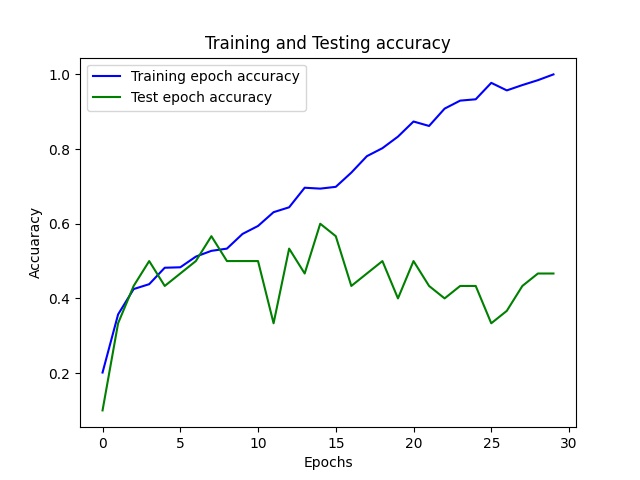 Training and Testing accuracy
Training epoch accuracy
Test epoch accuracy
1.0
0.8
0.6
0.4
0.2
Accuaracy
0 5 10 15 20 25 30
Epochs